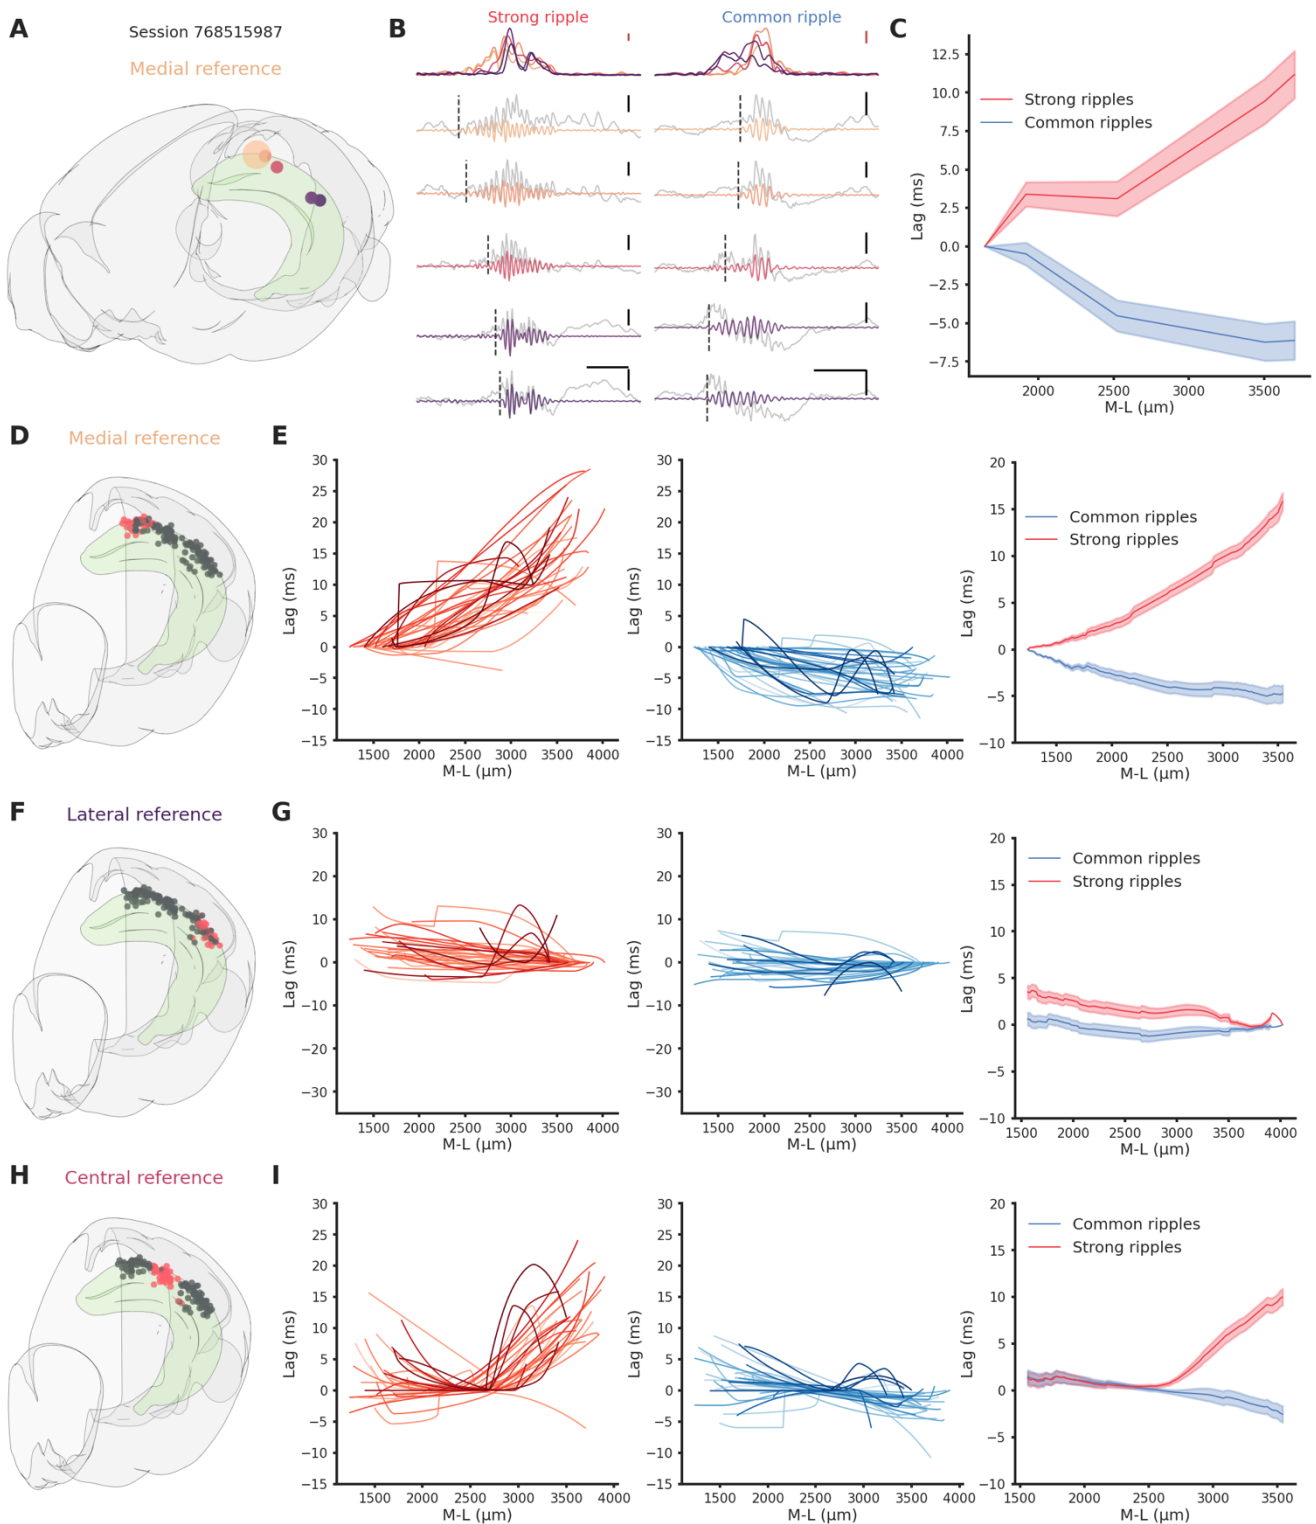 A
Session 768515987
Medial reference
B
Strong ripple
Common ripple
C
12.5
10.0
7.5
5.0
2.5
0.0
−2.5
−5.0
−7.5
Lag (ms)
Strong ripples
Common ripples
2000 2500 3000 3500
M-L (μm)
D
Medial reference
E
30
25
20
15
10
5
0
−5
−10
−15
Lag (ms)
1500 2000 2500 3000 3500 4000
M-L (μm)
30
25
20
15
10
5
0
−5
−10
−15
Lag (ms)
1500 2000 2500 3000 3500 4000
M-L (μm)
20
15
10
5
0
−5
−10
Lag (ms)
Common ripples
Strong ripples
1500 2000 2500 3000 3500
M-L (μm)
F
Lateral reference
G
30
20
10
0
−10
−20
−30
Lag (ms)
1500 2000 2500 3000 3500 4000
M-L (μm)
30
20
10
0
−10
−20
−30
Lag (ms)
1500 2000 2500 3000 3500 4000
M-L (μm)
20
15
10
5
0
−5
−10
Lag (ms)
Common ripples
Strong ripples
1500 2000 2500 3000 3500 4000
M-L (μm)
H
Central reference
I
30
25
20
15
10
5
0
−5
−10
−15
Lag (ms)
1500 2000 2500 3000 3500 4000
M-L (μm)
30
25
20
15
10
5
0
−5
−10
−15
Lag (ms)
1500 2000 2500 3000 3500 4000
M-L (μm)
20
15
10
5
0
−5
−10
Lag (ms)
Common ripples
Strong ripples
1500 2000 2500 3000 3500
M-L (μm)